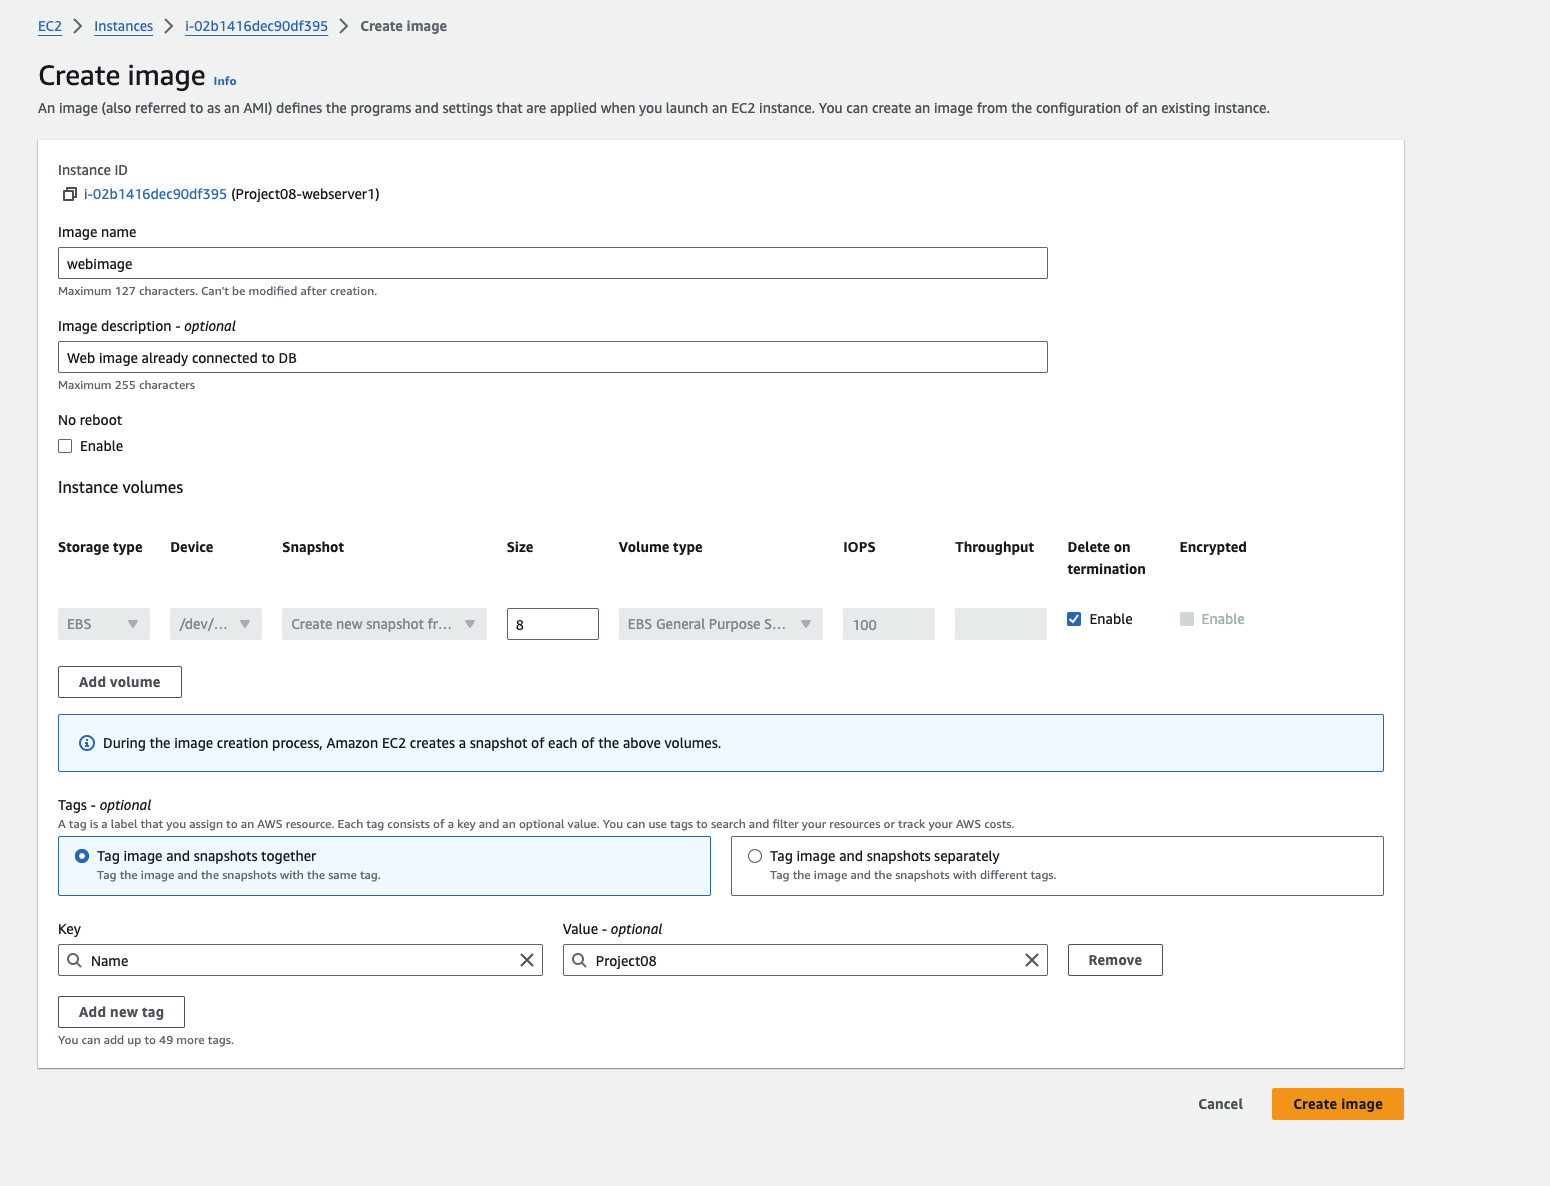 EC2 Instances i-02b1416dec90df395 Create image
Create image Info
An image (also referred to as an AMI) defines the programs and settings that are applied when you launch an EC2 instance. You can create an image from the configuration of an existing instance.
Instance ID
i-02b1416dec90df395 (Project08-webserver1)
Image name
webimage
Maximum 127 characters. Can't be modified after creation.
Image description - optional
Web image already connected to DB
Maximum 255 characters
No reboot
Enable
Instance volumes
Storage type Device Snapshot Size Volume type IOPS Throughput Delete on termination Encrypted
EBS /dev/... Create new snapshot fr... 8 EBS General Purpose S... 100 Enable Enable
Add volume
During the image creation process, Amazon EC2 creates a snapshot of each of the above volumes.
Tags - optional
A tag is a label that you assign to an AWS resource. Each tag consists of a key and an optional value. You can use tags to search and filter your resources or track your AWS costs.
Tag image and snapshots together Tag image and snapshots separately
Tag the image and the snapshots with the same tag. Tag the image and the snapshots with different tags.
Key Value - optional
Name Project08 Remove
Add new tag
You can add up to 49 more tags.
Cancel Create image